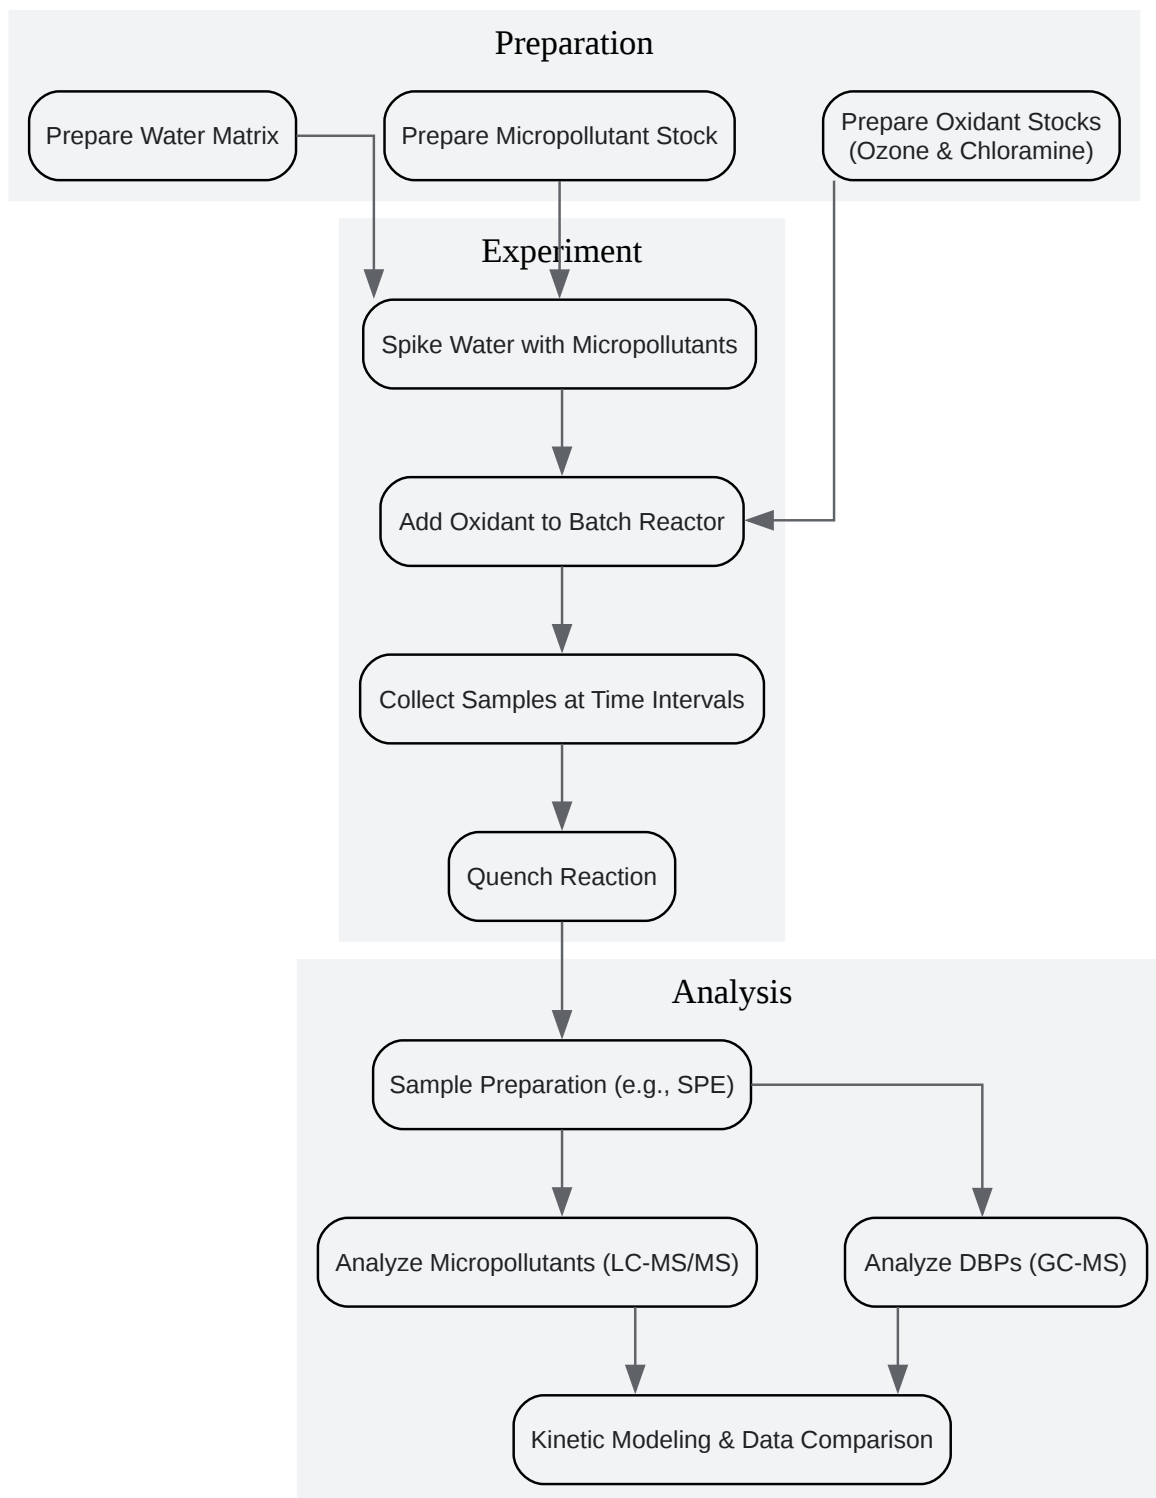 Preparation
Prepare Water Matrix
Prepare Micropollutant Stock
Prepare Oxidant Stocks
(Ozone & Chloramine)
Experiment
Spike Water with Micropollutants
Add Oxidant to Batch Reactor
Collect Samples at Time Intervals
Quench Reaction
Analysis
Sample Preparation (e.g., SPE)
Analyze Micropollutants (LC-MS/MS)
Analyze DBPs (GC-MS)
Kinetic Modeling & Data Comparison